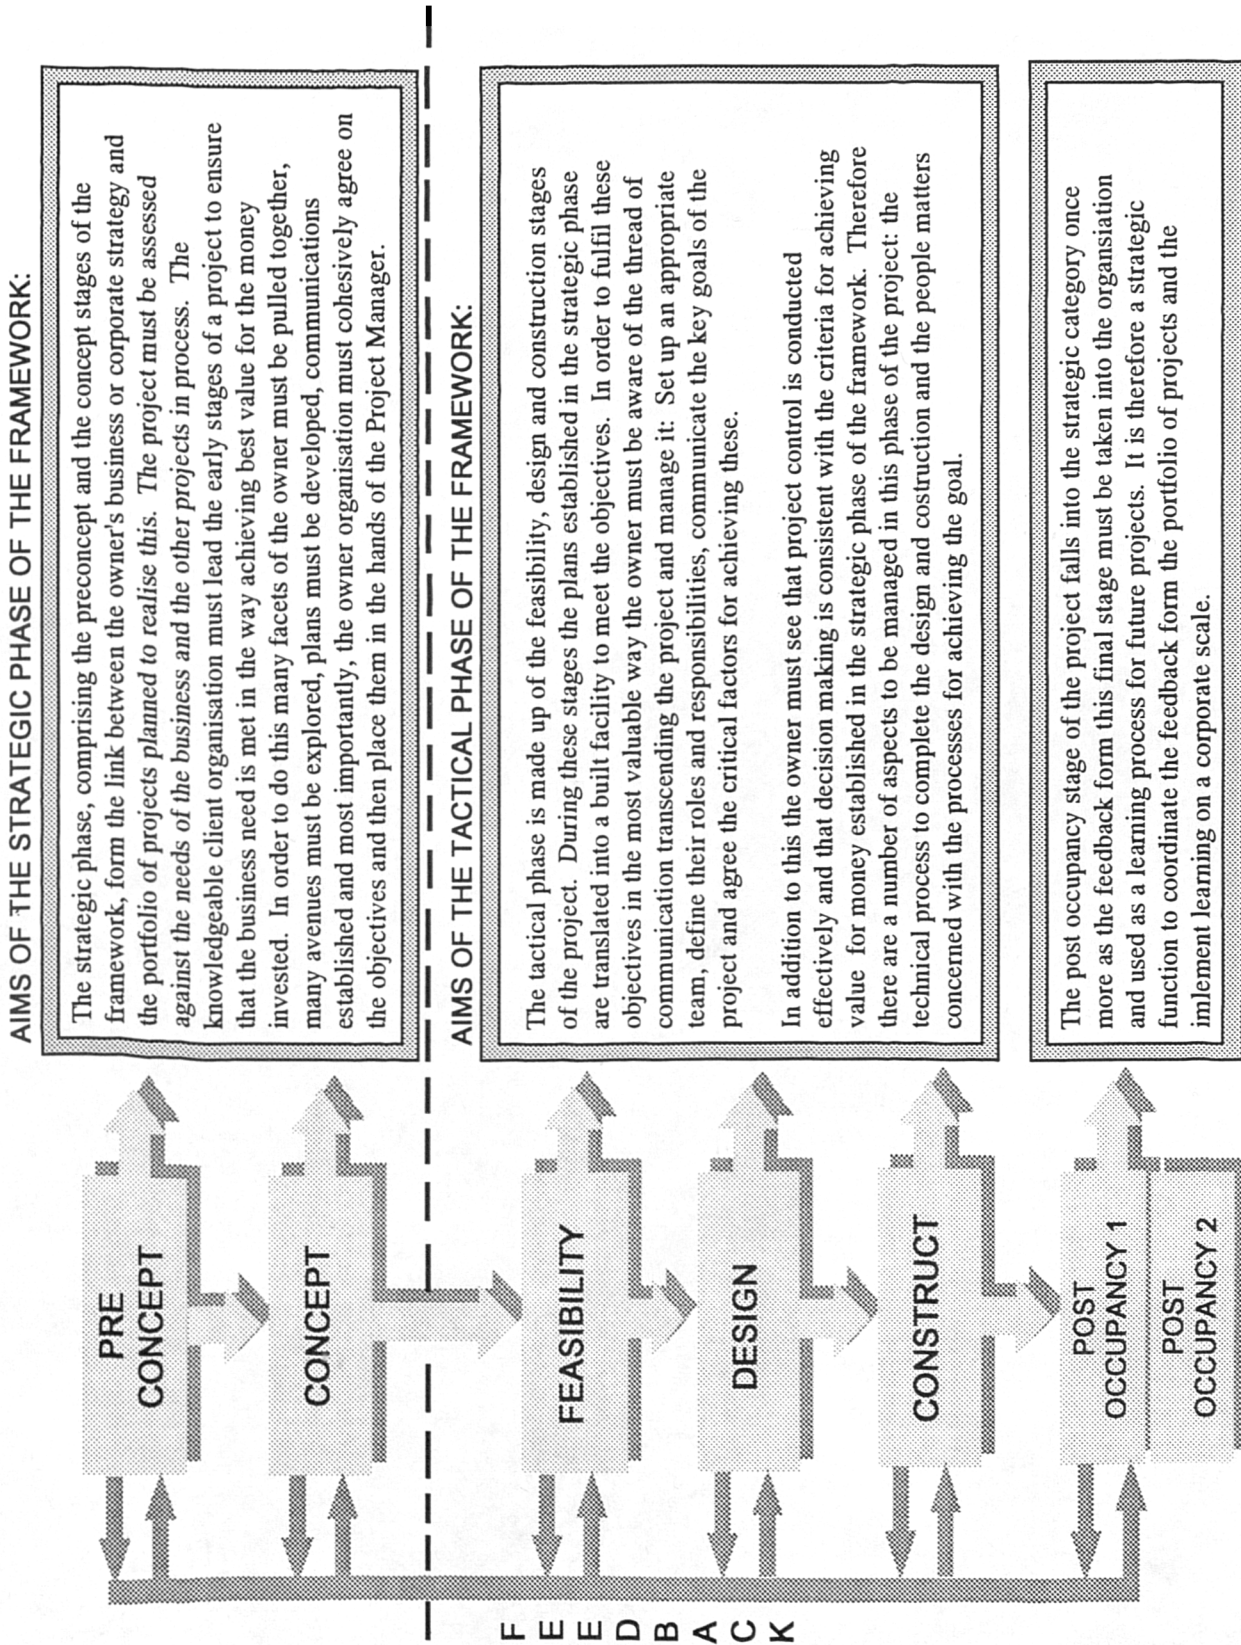 AIMS OF THE STRATEGIC PHASE OF THE FRAMEWORK:
The strategic phase, comprising the preconcept and the concept stages of the
framework, form the link between the owner's business or corporate strategy and
the portfolio of projects planned to realise this. The project must be assessed
against the needs of the business and the other projects in process. The
knowledgeable client organisation must lead the early stages of a project to ensure
that the business need is met in the way achieving best value for the money
invested. In order to do this many facets of the owner must be pulled together,
many avenues must be explored, plans must be developed, communications
established and most importantly, the owner organisation must cohesively agree on
the objectives and then place them in the hands of the Project Manager.
PRE
CONCEPT
CONCEPT
AIMS OF THE TACTICAL PHASE OF THE FRAMEWORK:
The tactical phase is made up of the feasibility, design and construction stages
of the project. During these stages the plans established in the strategic phase
are translated into a built facility to meet the objectives. In order to fulfil these
objectives in the most valuable way the owner must be aware of the thread of
communication transcending the project and manage it: Set up an appropriate
team, define their roles and responsibilities, communicate the key goals of the
project and agree the critical factors for achieving these.
In addition to this the owner must see that project control is conducted
effectively and that decision making is consistent with the criteria for achieving
value for money established in the strategic phase of the framework. Therefore
there are a number of aspects to be managed in this phase of the project: the
technical process to complete the design and costruction and the people matters
concerned with the processes for achieving the goal.
FEASIBILITY
DESIGN
CONSTRUCT
The post occupancy stage of the project falls into the strategic category once
more as the feedback form this final stage must be taken into the organsiation
and used as a learning process for future projects. It is therefore a strategic
function to coordinate the feedback form the portfolio of projects and the
imlement learning on a corporate scale.
POST
OCCUPANCY 1
POST
OCCUPANCY 2
FEEDBACK